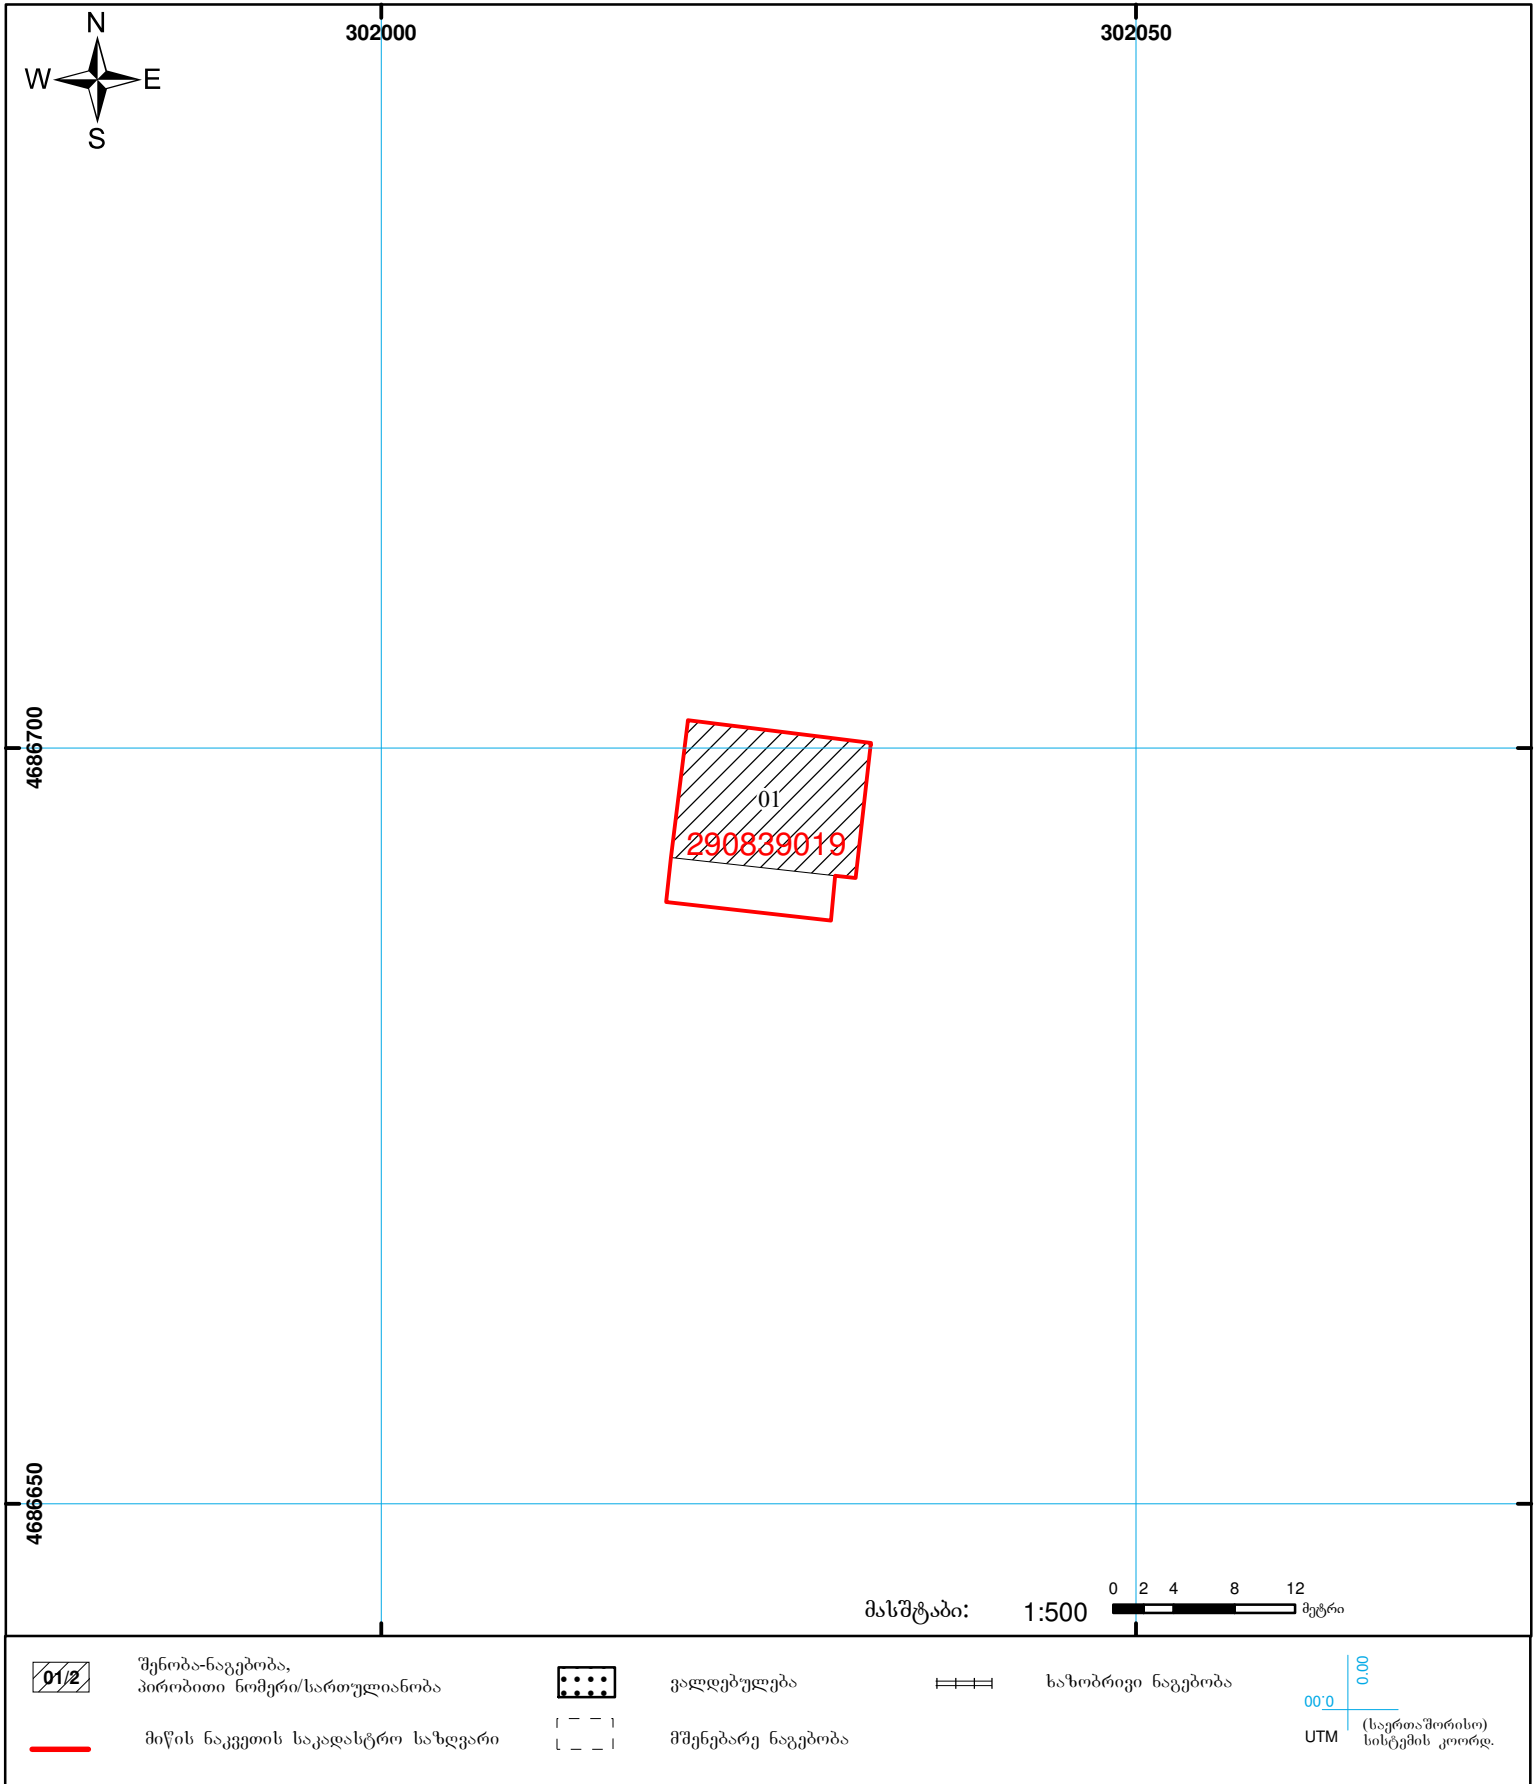 N
302000
302050
W
E
S
4686700
01
290839019
4686650
0 2 4 8 12
მასშტაბი: 1:500
მეტრი
01/2
შენობა-ნაგებობა,
პირობითი ნომერი/სართულიანობა
ვალდებულება
ხაზობრივი ნაგებობა
0.00
0.00
მიწის ნაკვეთის საკადასტრო საზღვარი
მშენებარე ნაგებობა
UTM
(საერთაშორისო)
სისტემის კოორდ.